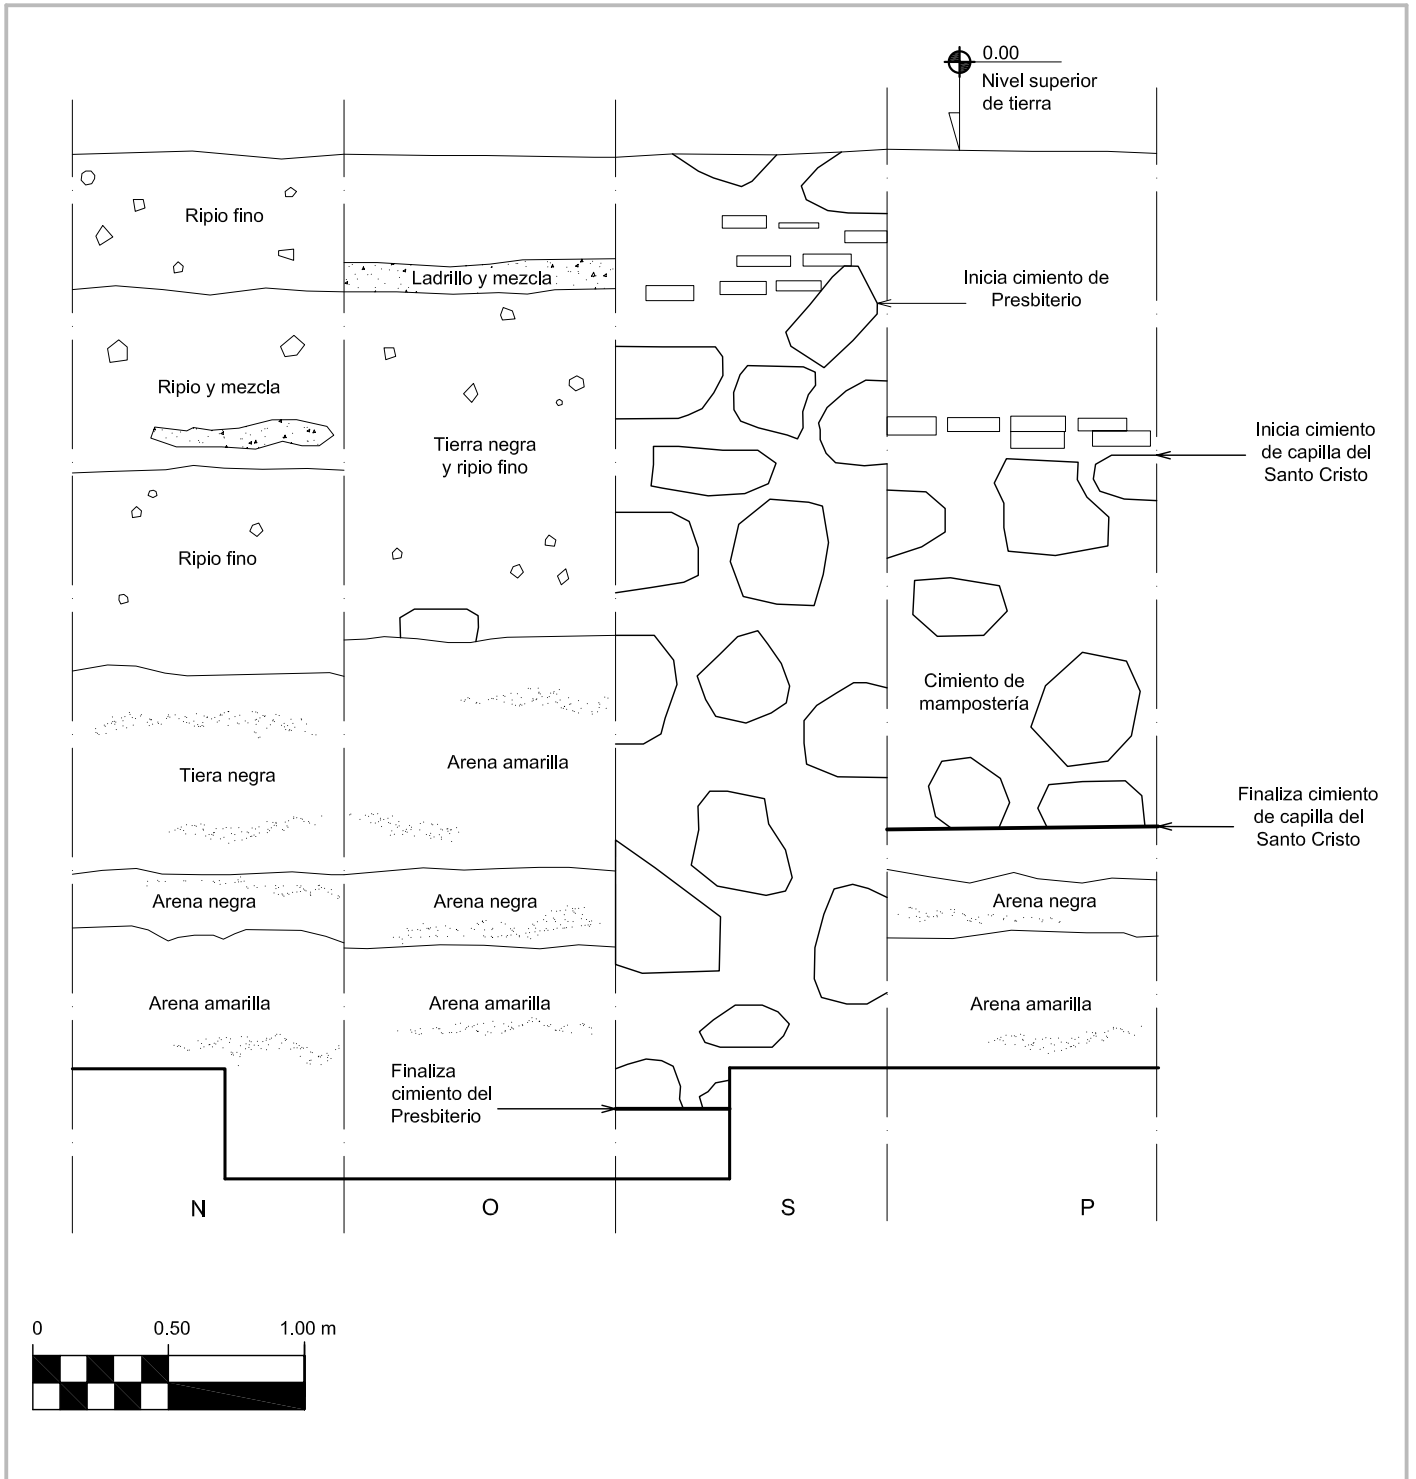 0.00
Nivel superior
de tierra
Ripio fino
Ladrillo y mezcla
Inicia cimiento de
Presbiterio
Ripio y mezcla
Tierra negra
y ripio fino
Inicia cimiento
de capilla del
Santo Cristo
Ripio fino
Cimiento de
mampostería
Tiera negra
Arena amarilla
Finaliza cimiento
de capilla del
Santo Cristo
Arena negra
Arena negra
Arena negra
Arena amarilla
Arena amarilla
Arena amarilla
Finaliza
cimiento del
Presbiterio
N
O
S
P
0
0.50
1.00 m